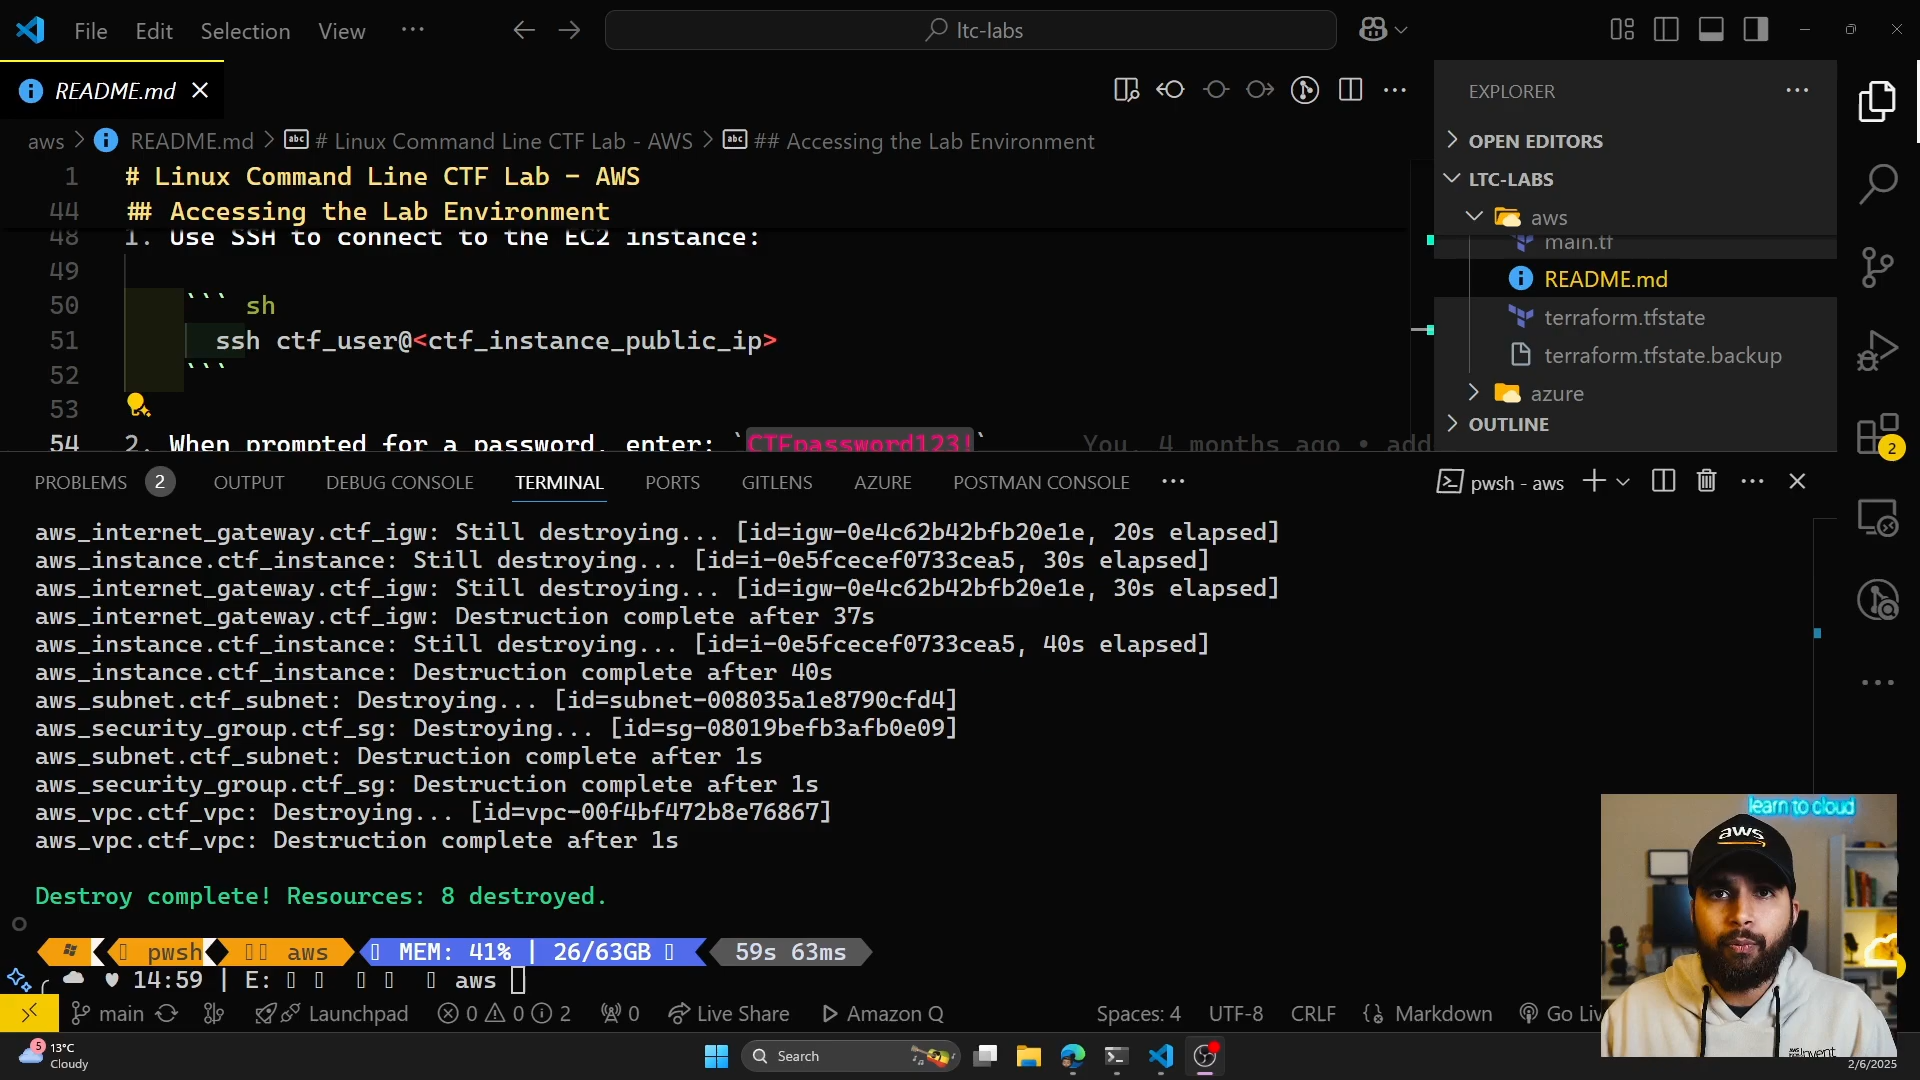 File Edit Selection View ···
ltc-labs
README.md
aws > README.md > # Linux Command Line CTF Lab - AWS > ## Accessing the Lab Environment
1 # Linux Command Line CTF Lab - AWS
44 ## Accessing the Lab Environment
48 1. Use SSH to connect to the EC2 instance:
49
50 ``` sh
51 ssh ctf_user@<ctf_instance_public_ip>
52 ```
53
54 2. When prompted for a password, enter: `CTFpassword123!` You, 4 months ago • add
EXPLORER
OPEN EDITORS
LTC-LABS
aws
main.tf
README.md
terraform.tfstate
terraform.tfstate.backup
azure
OUTLINE
2
PROBLEMS 2 OUTPUT DEBUG CONSOLE TERMINAL PORTS GITLENS AZURE POSTMAN CONSOLE ···
pwsh - aws
aws_internet_gateway.ctf_igw: Still destroying... [id=igw-0e4c62b42bfb20e1e, 20s elapsed]
aws_instance.ctf_instance: Still destroying... [id=i-0e5fcecef0733cea5, 30s elapsed]
aws_internet_gateway.ctf_igw: Still destroying... [id=igw-0e4c62b42bfb20e1e, 30s elapsed]
aws_internet_gateway.ctf_igw: Destruction complete after 37s
aws_instance.ctf_instance: Still destroying... [id=i-0e5fcecef0733cea5, 40s elapsed]
aws_instance.ctf_instance: Destruction complete after 40s
aws_subnet.ctf_subnet: Destroying... [id=subnet-008035a1e8790cfd4]
aws_security_group.ctf_sg: Destroying... [id=sg-08019befb3afb0e09]
aws_subnet.ctf_subnet: Destruction complete after 1s
aws_security_group.ctf_sg: Destruction complete after 1s
aws_vpc.ctf_vpc: Destroying... [id=vpc-00f4bf472b8e76867]
aws_vpc.ctf_vpc: Destruction complete after 1s
Destroy complete! Resources: 8 destroyed.
pwsh aws MEM: 41% | 26/63GB 59s 63ms
14:59 | E: aws
learn to cloud
aws
aws
re:Invent
main Launchpad 0 0 2 0 Live Share Amazon Q Spaces: 4 UTF-8 CRLF Markdown Go Liv
5
13°C
Cloudy
Search
2/6/2025